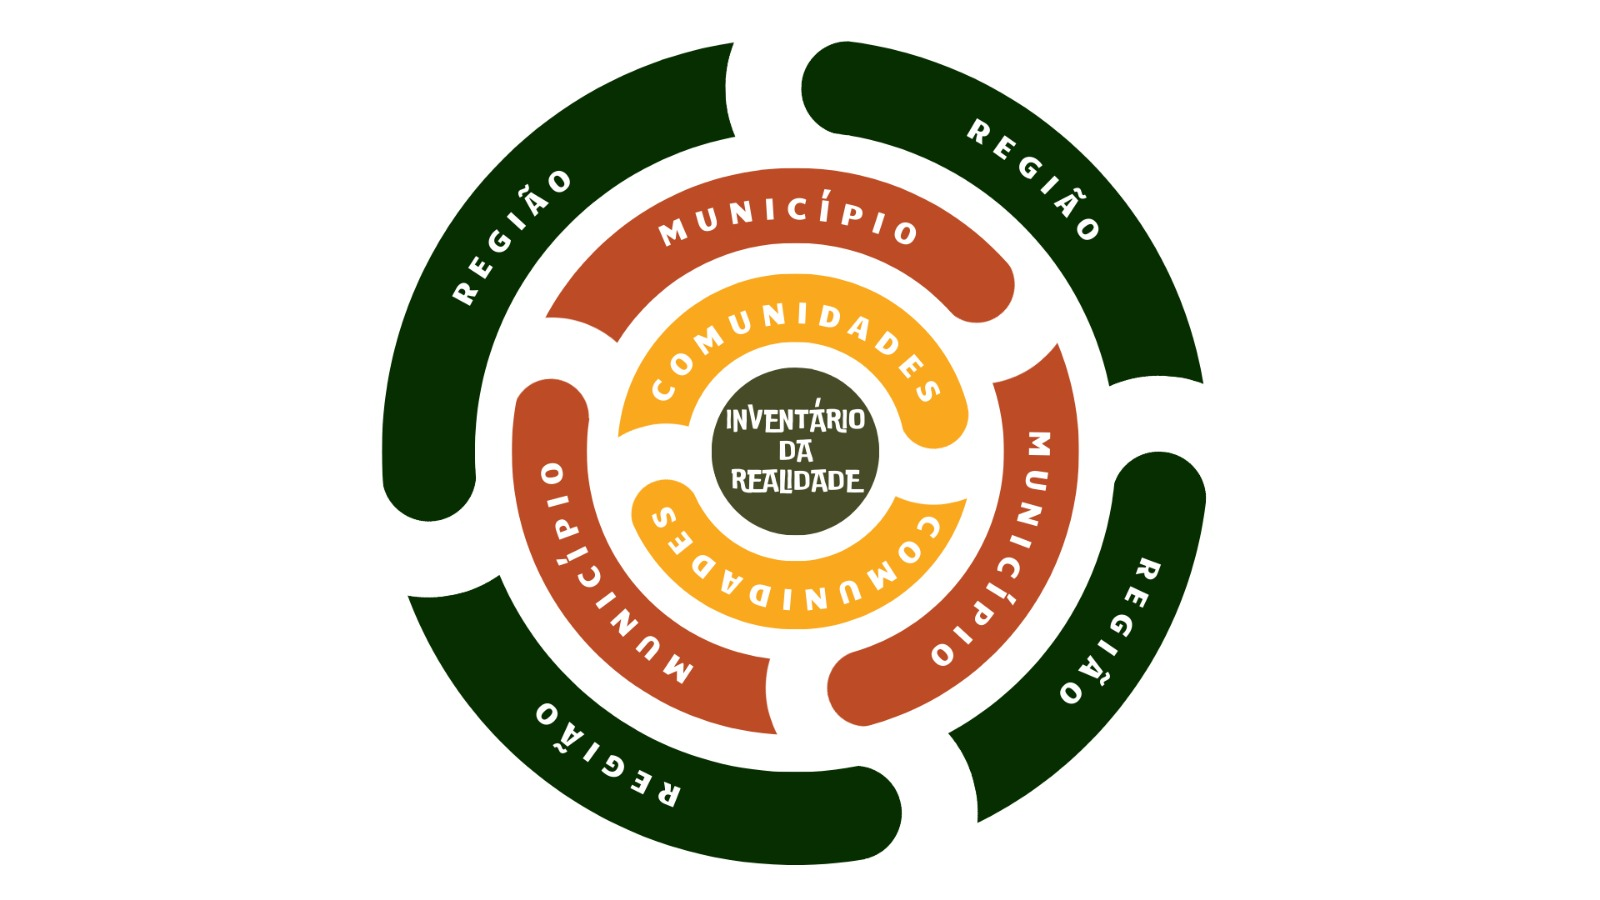 REGIÃO
REGIÃO
MUNICÍPIO
COMUNIDADES
INVENTÁRIO
DA
REALIDADE
MUNICÍPIO
MUNICÍPIO
COMUNIDADES
REGIÃO
REGIÃO